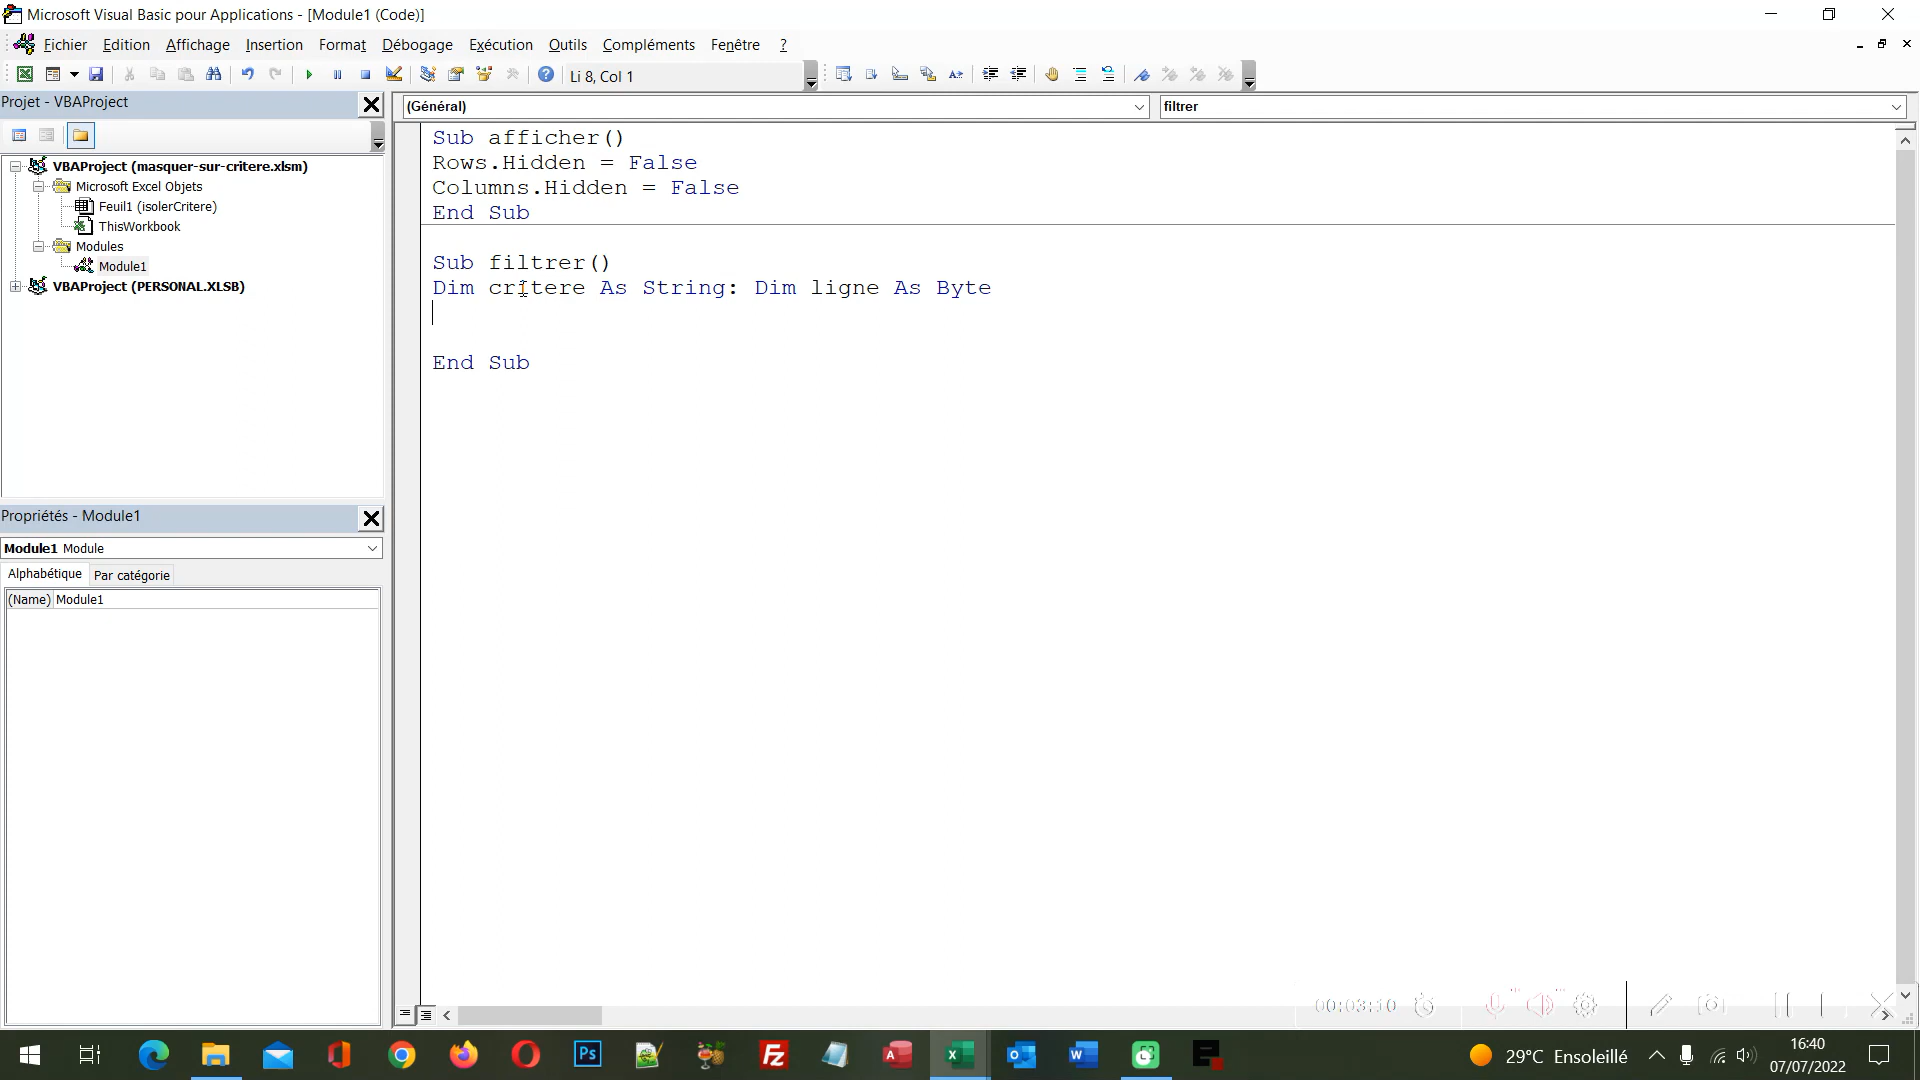 Microsoft Visual Basic pour Applications - [Module1 (Code)]
Fichier Edition Affichage Insertion Format Débogage Exécution Outils Compléments Fenêtre ?
Li 8, Col 1
Projet - VBAProject
(Général)
filtrer
VBAProject (masquer-sur-critere.xlsm)
Microsoft Excel Objets
Feuil1 (isolerCritere)
ThisWorkbook
Modules
Module1
VBAProject (PERSONAL.XLSB)
Sub afficher()
Rows.Hidden = False
Columns.Hidden = False
End Sub
Sub filtrer()
Dim critere As String: Dim ligne As Byte
End Sub
Propriétés - Module1
Module1 Module
Alphabétique Par catégorie
(Name) Module1
00:03:10
29°C Ensoleillé
16:40
07/07/2022